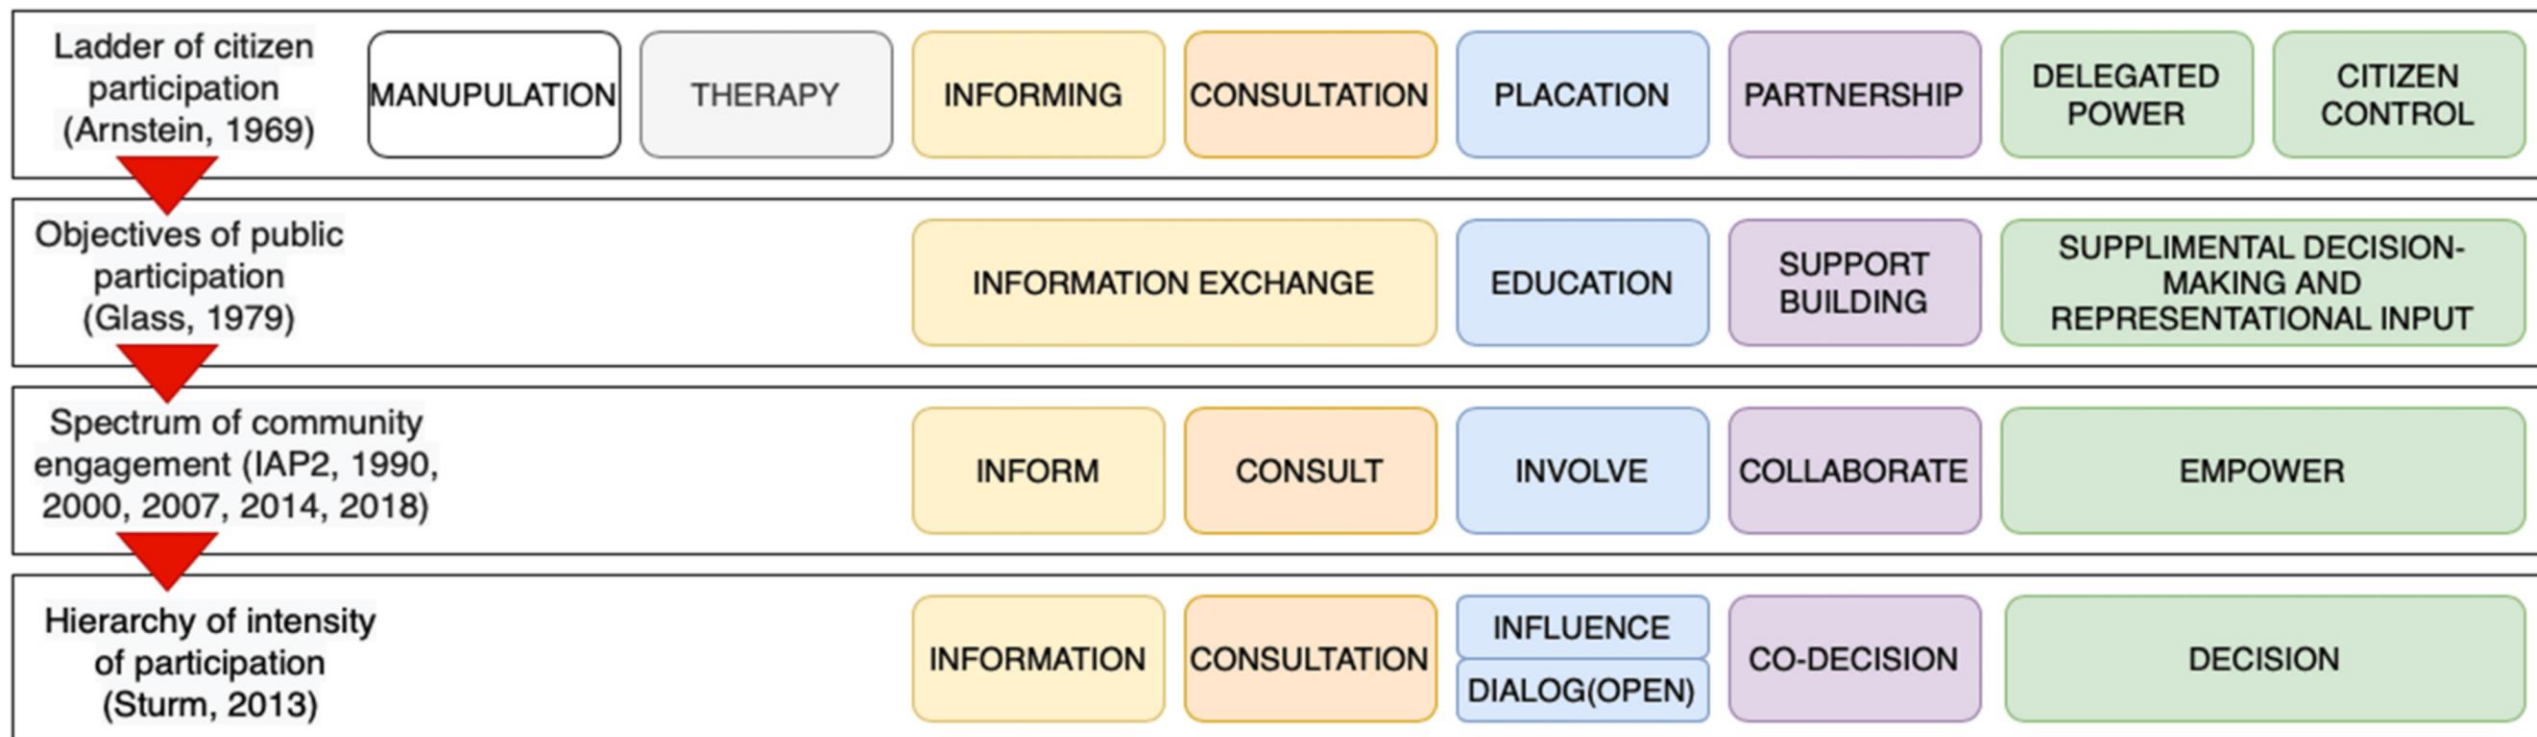 Ladder of citizen
participation
(Arnstein, 1969)
MANUPULATION
THERAPY
INFORMING
CONSULTATION
PLACATION
PARTNERSHIP
DELEGATED
POWER
CITIZEN
CONTROL
Objectives of public
participation
(Glass, 1979)
INFORMATION EXCHANGE
EDUCATION
SUPPORT
BUILDING
SUPPLIMENTAL DECISION-
MAKING AND
REPRESENTATIONAL INPUT
Spectrum of community
engagement (IAP2, 1990,
2000, 2007, 2014, 2018)
INFORM
CONSULT
INVOLVE
COLLABORATE
EMPOWER
Hierarchy of intensity
of participation
(Sturm, 2013)
INFORMATION
CONSULTATION
INFLUENCE
DIALOG(OPEN)
CO-DECISION
DECISION